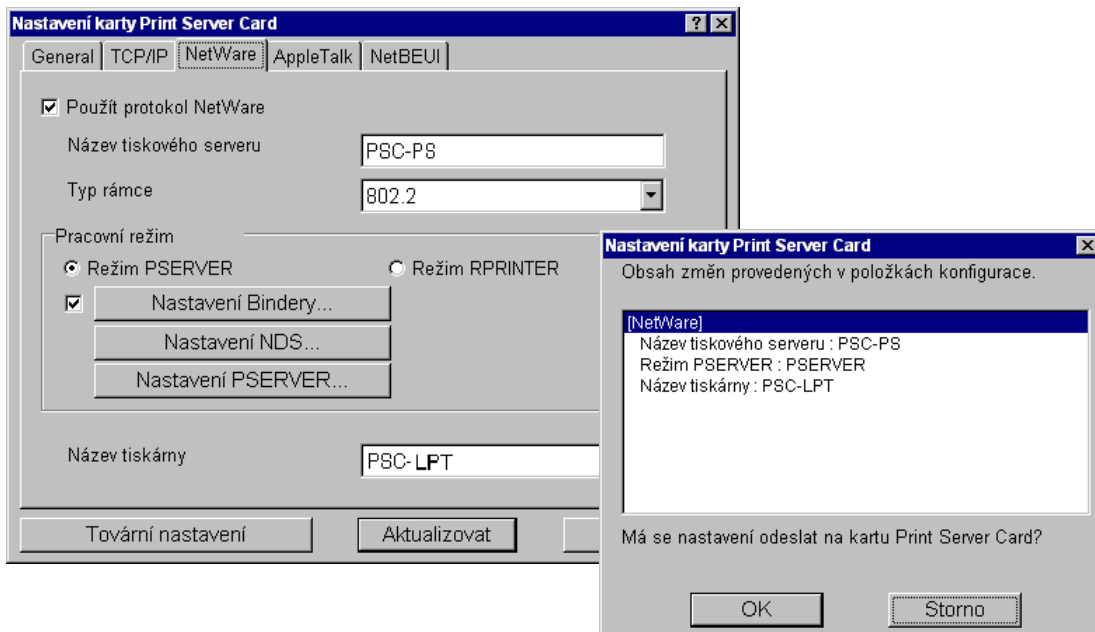 Nastavení karty Print Server Card
General TCP/IP NetWare AppleTalk NetBEUI
Použít protokol NetWare
Název tiskového serveru PSC-PS
Typ rámce 802.2
Pracovní režim
Režim PSERVER Režim RPRINTER
Nastavení Bindery...
Nastavení NDS...
Nastavení PSERVER...
Název tiskárny PSC-LPT
Tovární nastavení Aktualizovat
Nastavení karty Print Server Card
Obsah změn provedených v položkách konfigurace.
[NetWare]
Název tiskového serveru : PSC-PS
Režim PSERVER : PSERVER
Název tiskárny : PSC-LPT
Má se nastavení odeslat na kartu Print Server Card?
OK Storno